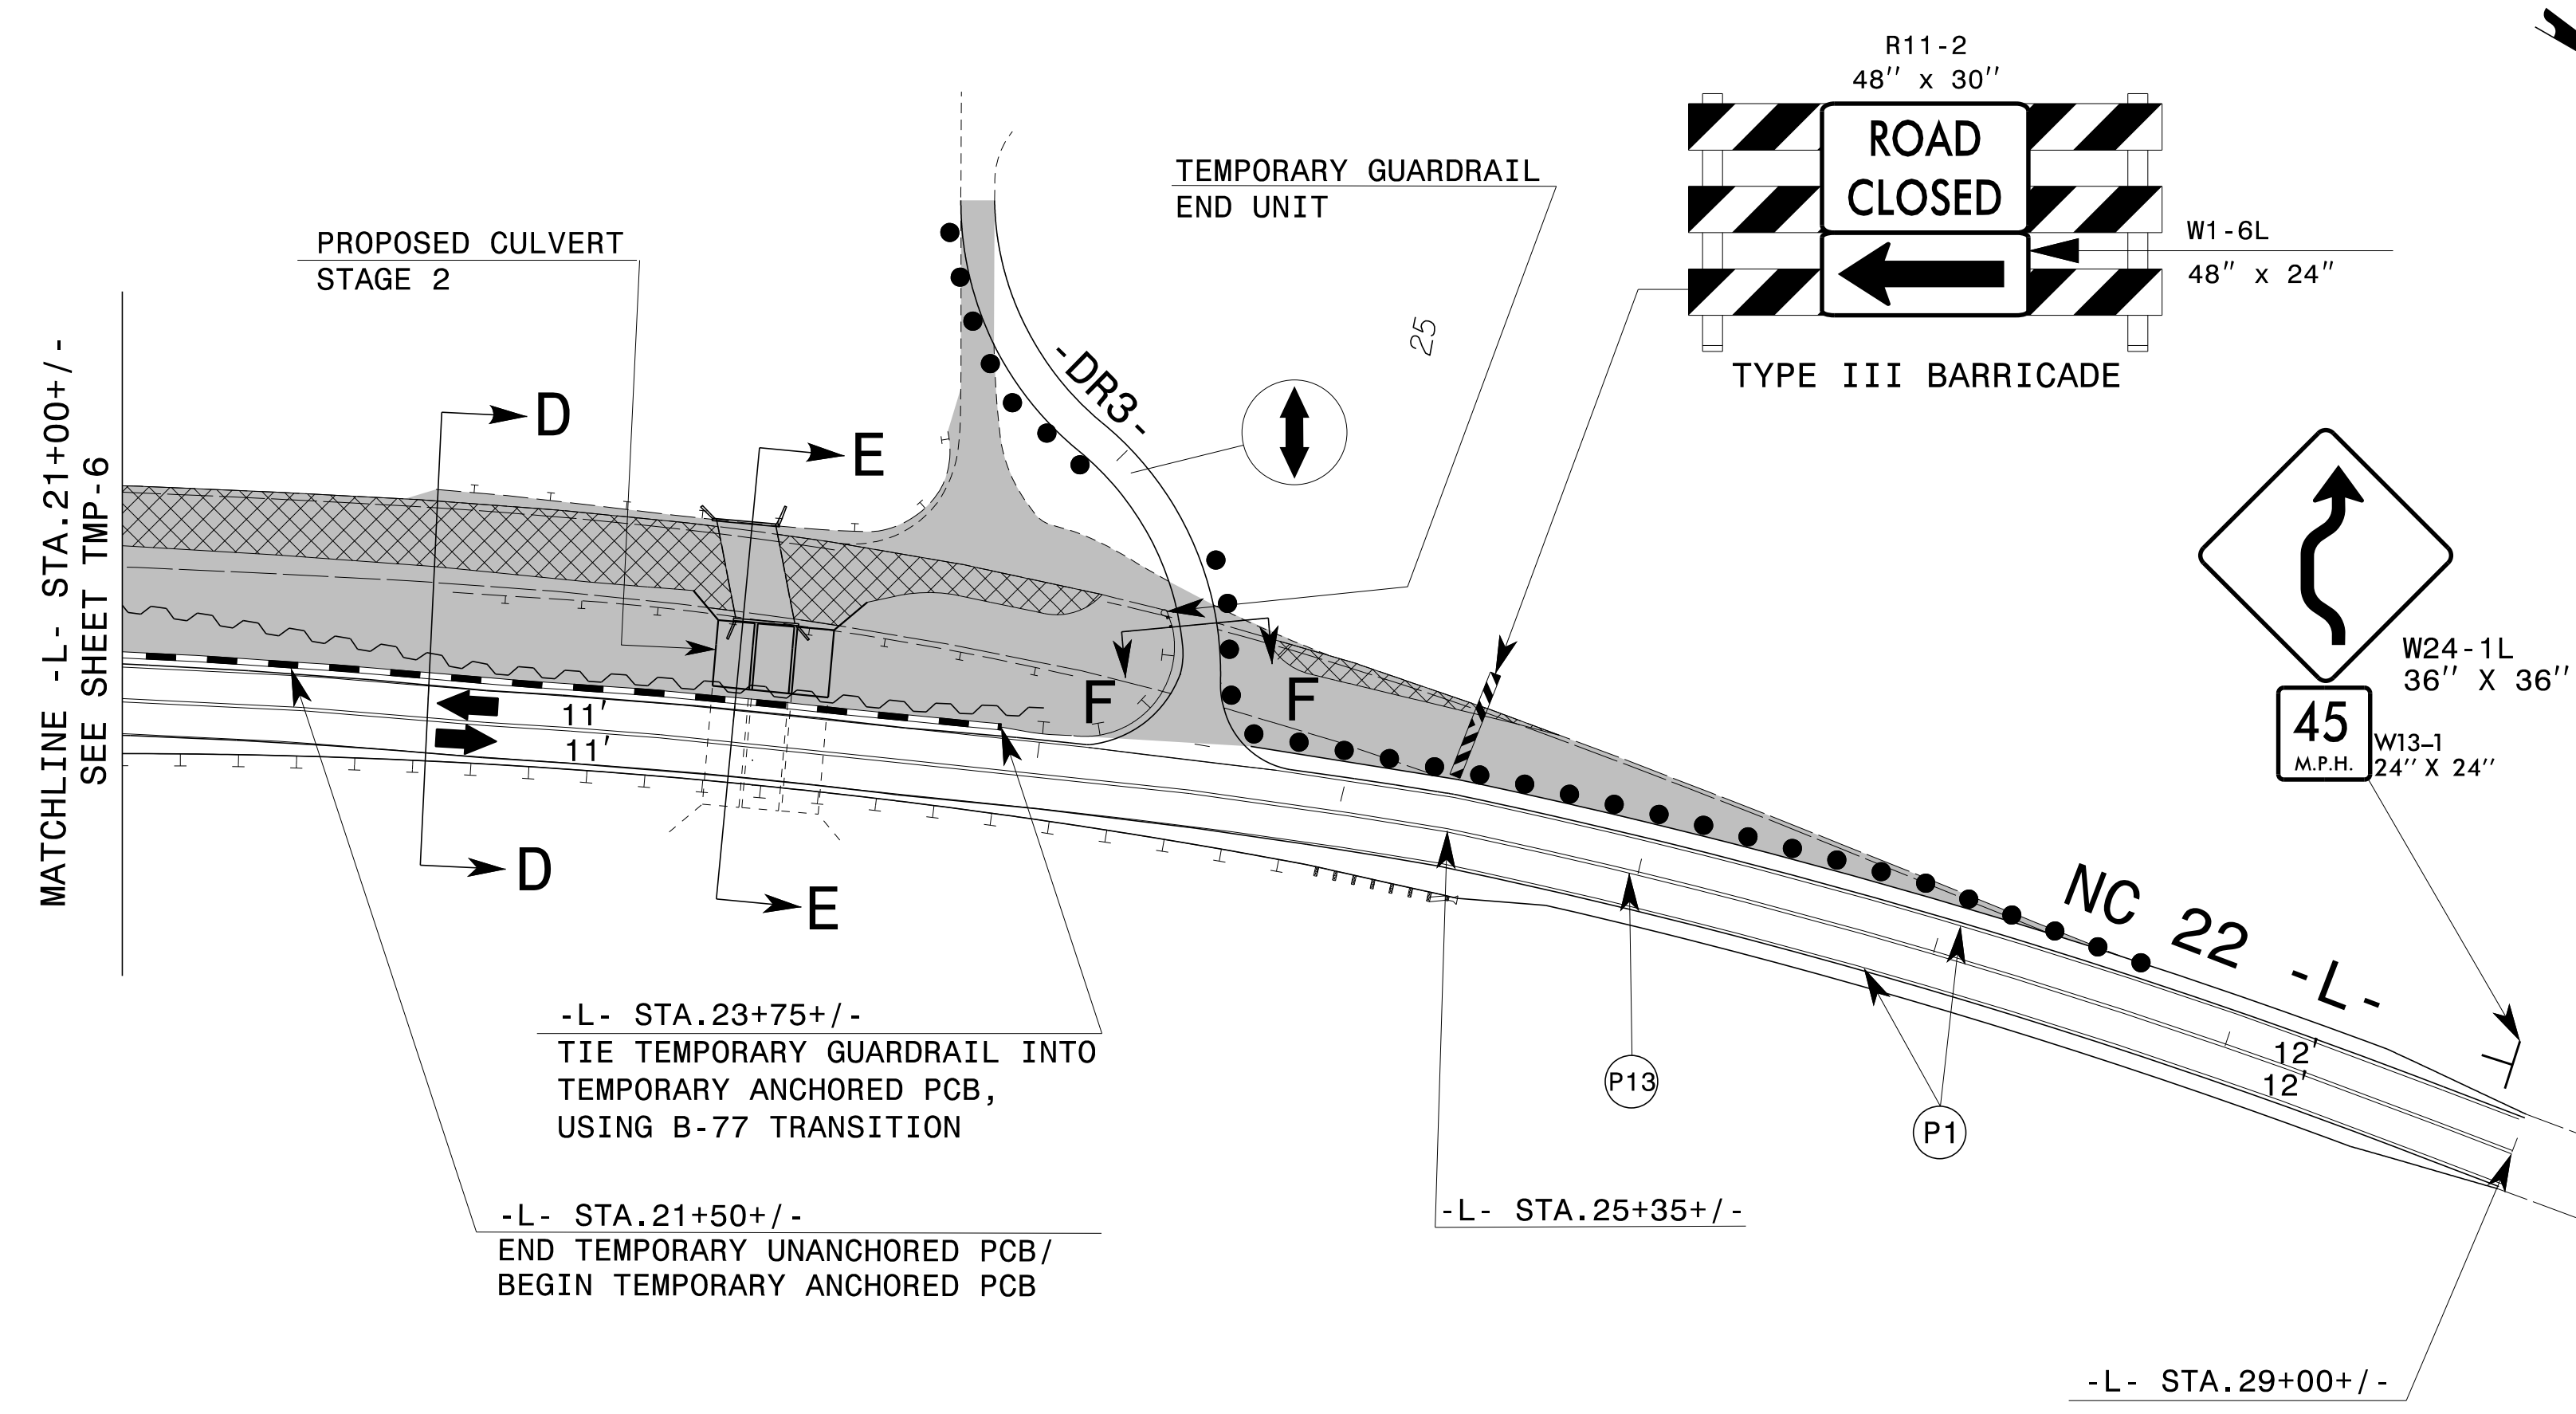 R11-2
48" x 30"
ROAD
CLOSED
W1-6L
48" x 24"
TYPE III BARRICADE
TEMPORARY GUARDRAIL
END UNIT
PROPOSED CULVERT
STAGE 2
25
-DR3-
MATCHLINE -L- STA.21+00+/-
SEE SHEET TMP-6
D
E
F
F
11'
11'
D
E
W24-1L
36" X 36"
45
M.P.H.
W13-1
24" X 24"
NC 22 -L-
12'
12'
-L- STA.23+75+/-
TIE TEMPORARY GUARDRAIL INTO
TEMPORARY ANCHORED PCB,
USING B-77 TRANSITION
P13
P1
-L- STA.21+50+/-
END TEMPORARY UNANCHORED PCB/
BEGIN TEMPORARY ANCHORED PCB
-L- STA.25+35+/-
-L- STA.29+00+/-